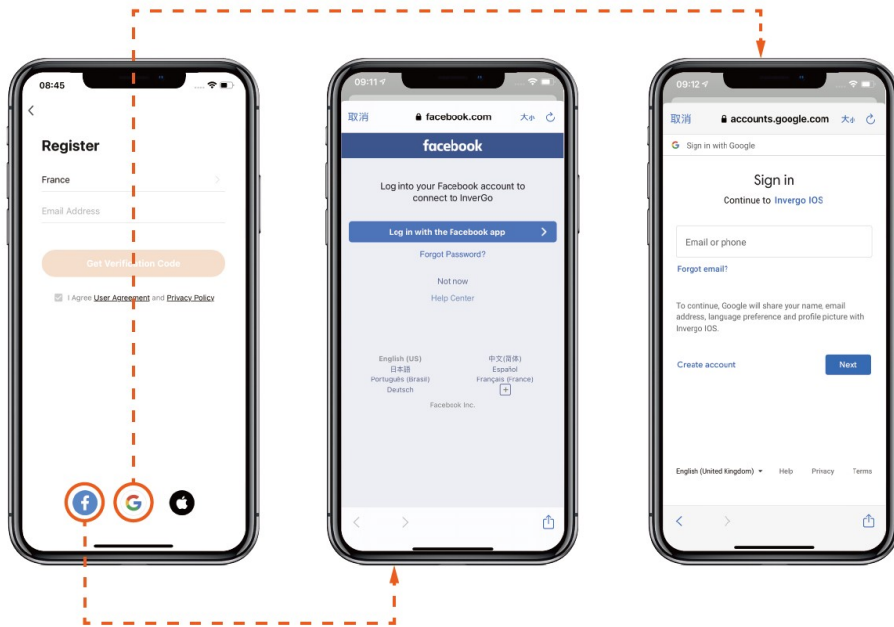 08:45
Register
France
Email Address
Get Verification Code
I Agree User Agreement and Privacy Policy
09:11
取消
facebook.com
大小
facebook
Log into your Facebook account to
connect to InverGo
Log in with the Facebook app
Forgot Password?
Not now
Help Center
English (US)
中文(简体)
日本語
Español
Português (Brasil)
Français (France)
Deutsch
Facebook Inc.
09:12
取消
accounts.google.com
大小
Sign in with Google
Sign in
Continue to Invergo IOS
Email or phone
Forgot email?
To continue, Google will share your name, email
address, language preference and profile picture with
Invergo IOS.
Create account
Next
English (United Kingdom)
Help
Privacy
Terms